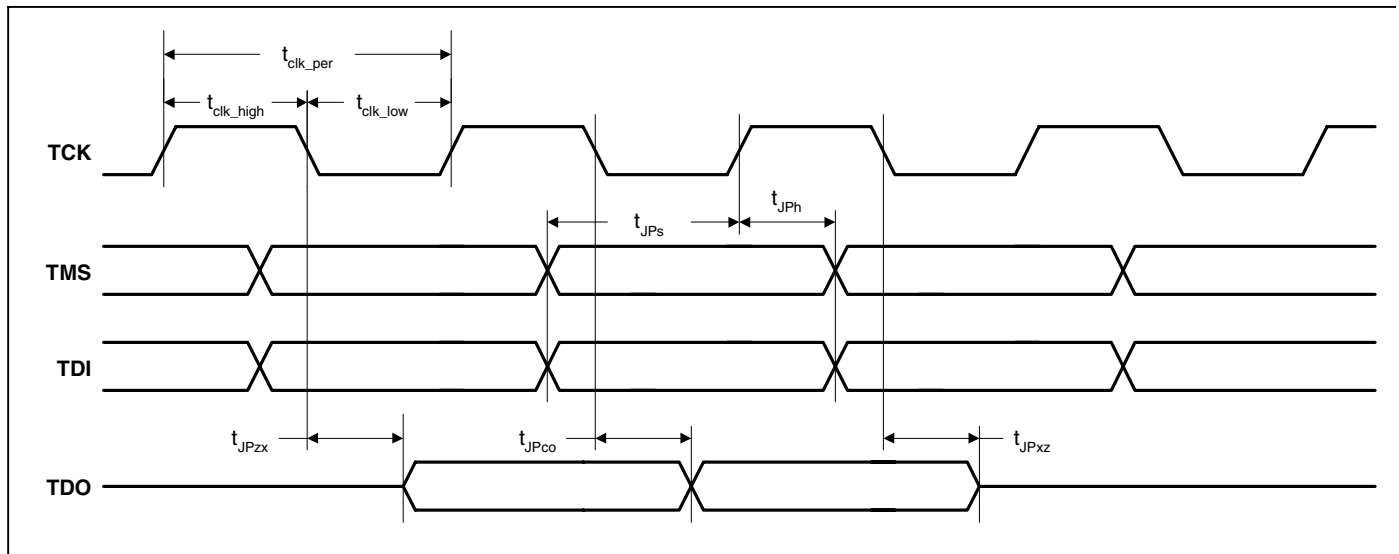 t_clk_per
t_clk_high t_clk_low
TCK
t_JPs t_JPh
TMS
TDI
t_JPzx t_JPco t_JPxz
TDO